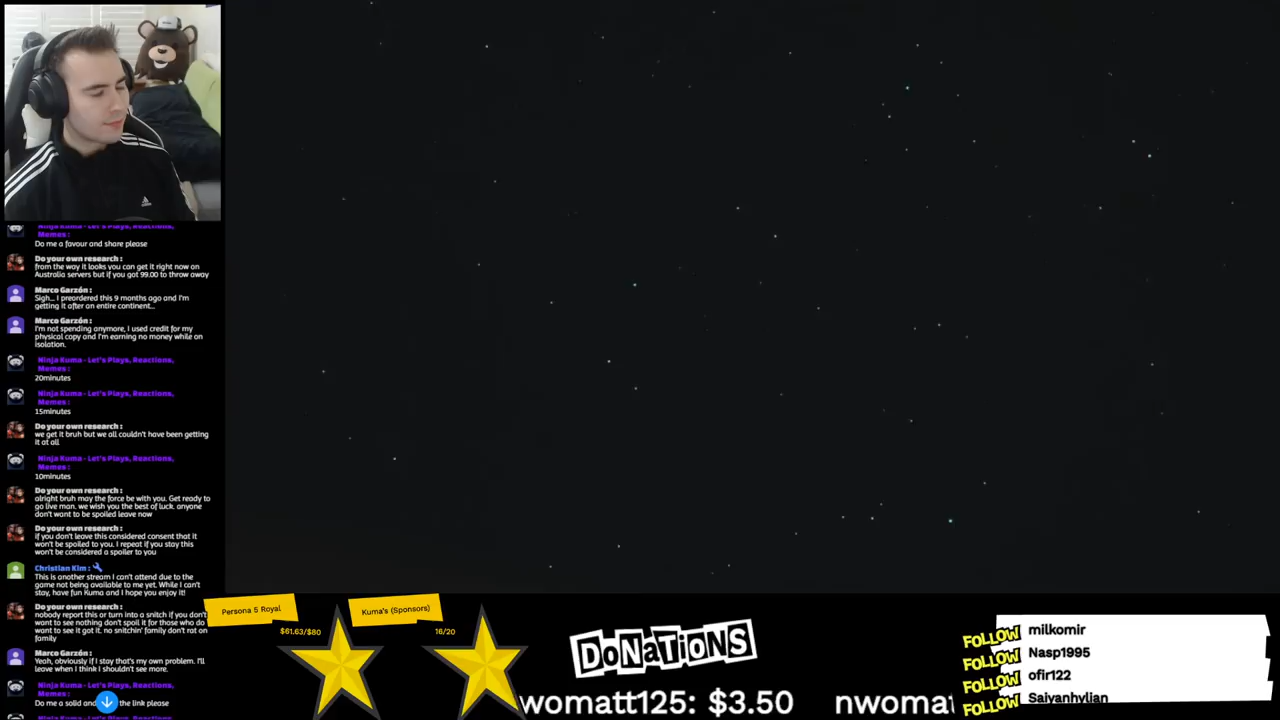 Ninja Kuma - Let's Plays, Reactions,
Memes :
Do me a favour and share please
Do your own research :
from the way it looks you can get it right now on
Australia servers but if you got 99.00 to throw away
Marco Garzón :
Sigh... I preordered this 9 months ago and I'm
getting it after an entire continent...
Marco Garzón :
I'm not spending anymore, I used credit for my
physical copy and I'm earning no money while on
isolation.
Ninja Kuma - Let's Plays, Reactions,
Memes :
20minutes
Ninja Kuma - Let's Plays, Reactions,
Memes :
15minutes
Do your own research :
we get it bruh but we all couldn't have been getting
it at all
Ninja Kuma - Let's Plays, Reactions,
Memes :
10minutes
Do your own research :
alright bruh may the force be with you. Get ready to
go live man. we wish you the best of luck. anyone
don't want to be spoiled leave now
Do your own research :
if you don't leave this considered consent that it
won't be spoiled to you. I repeat if you stay this
won't be considered a spoiler to you
Christian Kim :
This is another stream I can't attend due to the
game not being available to me yet. While I can't
stay, have fun Kuma and I hope you enjoy it!
Do your own research :
nobody report this or turn into a snitch if you don't
want to see nothing don't spoil it for those who do
want to see it got it. no snitchin' family don't rat on
family
Marco Garzón :
Yeah, obviously if I stay that's my own problem. I'll
leave when I think I shouldn't see more.
Ninja Kuma - Let's Plays, Reactions,
Memes :
Do me a solid and the link please
Ninja Kuma - Let's Plays, Reactions,
Persona 5 Royal
$61.63/$80
Kuma's (Sponsors)
16/20
DONATIONS
womatt125: $3.50 nwomat
FOLLOW milkomir
FOLLOW Nasp1995
FOLLOW ofir122
FOLLOW Saiyanhylian